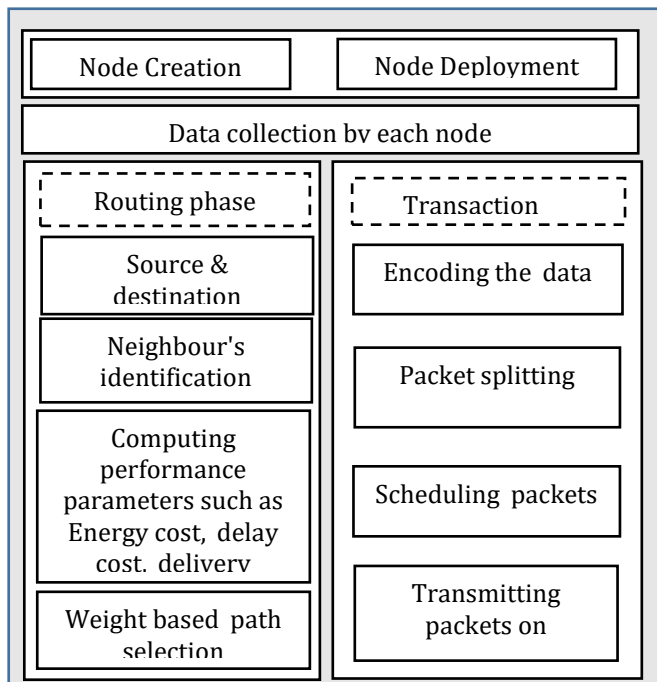 Node Creation
Node Deployment
Data collection by each node
Routing phase
Source &
destination
Neighbour's
identification
Computing
performance
parameters such as
Energy cost, delay
cost, delivery
Weight based path
selection
Transaction
Encoding the data
Packet splitting
Scheduling packets
Transmitting
packets on